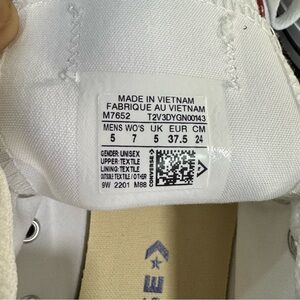 MADE IN VIETNAM
FABRIQUE AU VIETNAM
M7652 T2V3DYGN00143
MENS WO'S UK EUR CM
5 7 5 37.5 24
GENDER: UNISEX
UPPER: TEXTILE
LINING: TEXTILE
OUTSOLE: TEXTILE / OTHER
9W 2201 M88
CONVERSE